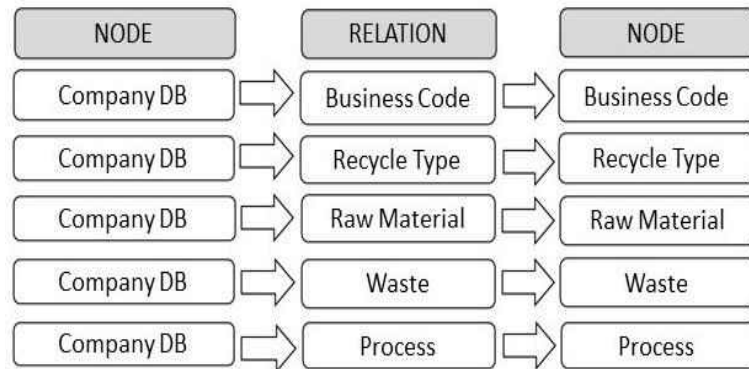 NODE RELATION NODE
Company DB Business Code Business Code
Company DB Recycle Type Recycle Type
Company DB Raw Material Raw Material
Company DB Waste Waste
Company DB Process Process